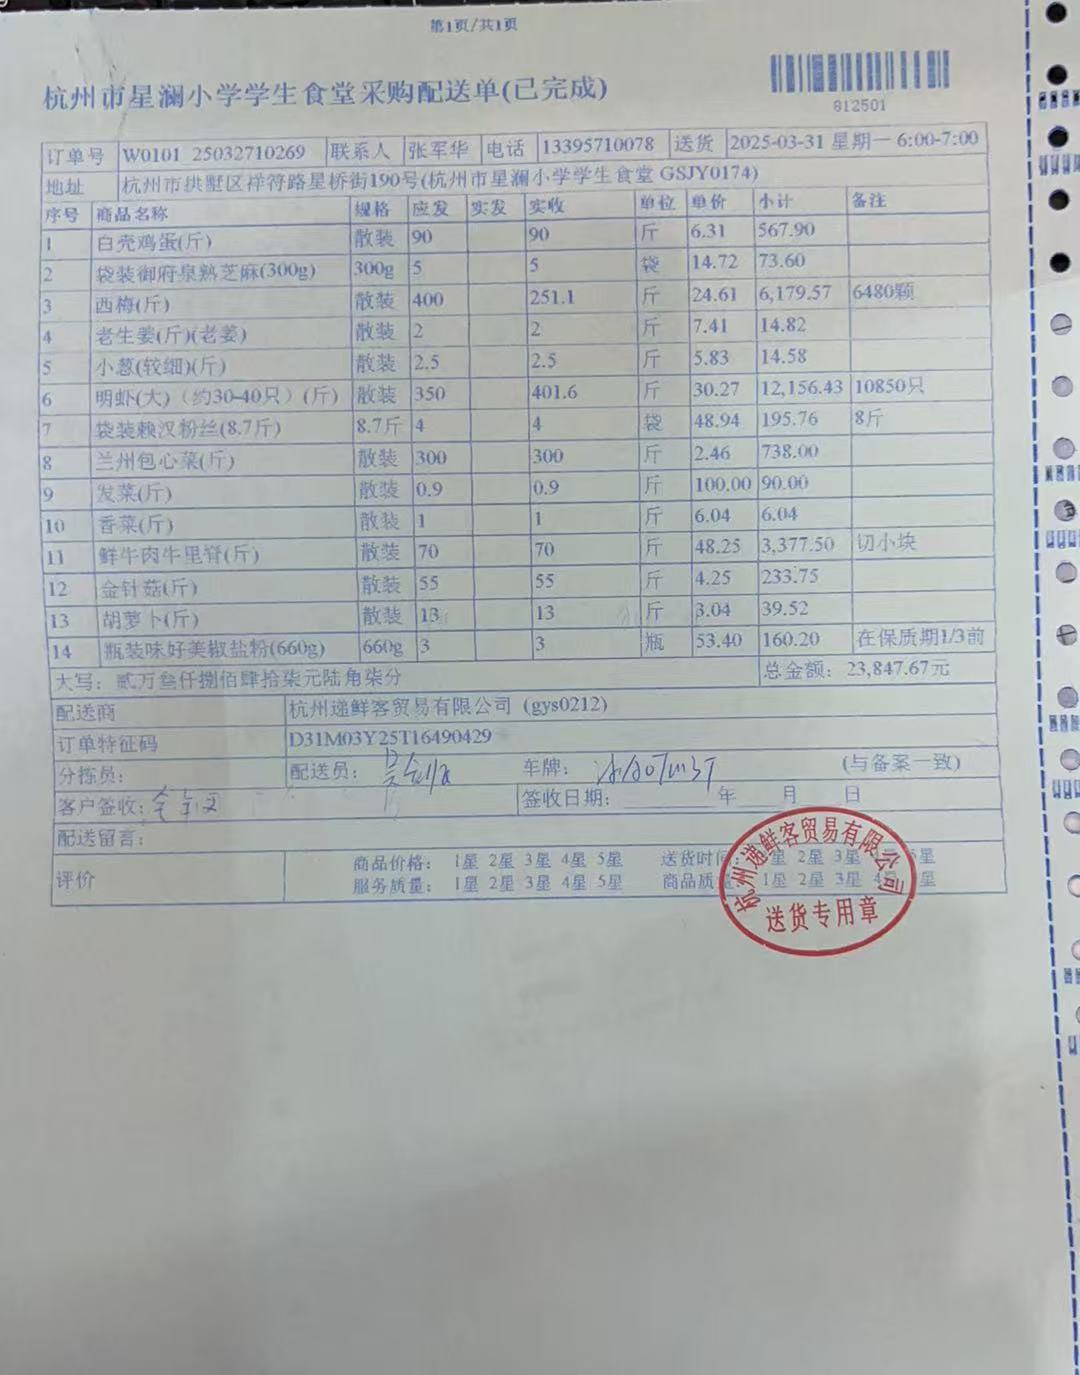 第1页/共1页
杭州市星澜小学学生食堂采购配送单(已完成)
812501
订单号 W0101 25032710269 联系人 张军华 电话 13395710078 送货 2025-03-31 星期一 6:00-7:00
地址 杭州市拱墅区祥符路星桥街190号(杭州市星澜小学学生食堂 GSJY0174)
序号 商品名称 规格 应发 实发 实收 单位 单价 小计 备注
1 白壳鸡蛋(斤) 散装 90 90 斤 6.31 567.90
2 袋装御府泉熟芝麻(300g) 300g 5 5 袋 14.72 73.60
3 西梅(斤) 散装 400 251.1 斤 24.61 6,179.57 6480颗
4 老生姜(斤)(老姜) 散装 2 2 斤 7.41 14.82
5 小葱(较细)(斤) 散装 2.5 2.5 斤 5.83 14.58
6 明虾(大)（约30-40只）(斤) 散装 350 401.6 斤 30.27 12,156.43 10850只
7 袋装赖汉粉丝(8.7斤) 8.7斤 4 4 袋 48.94 195.76 8斤
8 兰州包心菜(斤) 散装 300 300 斤 2.46 738.00
9 发菜(斤) 散装 0.9 0.9 斤 100.00 90.00
10 香菜(斤) 散装 1 1 斤 6.04 6.04
11 鲜牛肉牛里脊(斤) 散装 70 70 斤 48.25 3,377.50 切小块
12 金针菇(斤) 散装 55 55 斤 4.25 233.75
13 胡萝卜(斤) 散装 13 13 斤 3.04 39.52
14 瓶装味好美椒盐粉(660g) 660g 3 3 瓶 53.40 160.20 在保质期1/3前
大写: 贰万叁仟捌佰肆拾柒元陆角柒分 总金额: 23,847.67元
配送商 杭州递鲜客贸易有限公司 (gys0212)
订单特征码 D31M03Y25T16490429
分拣员: 配送员: 车牌: (与备案一致)
客户签收: 签收日期: 年 月 日
配送留言:
评价 商品价格: 1星 2星 3星 4星 5星 送货时间: 星 2星 3星 星 星
服务质量: 1星 2星 3星 4星 5星 商品质 1星 2星 3星 星
杭州递鲜客贸易有限公司
送货专用章